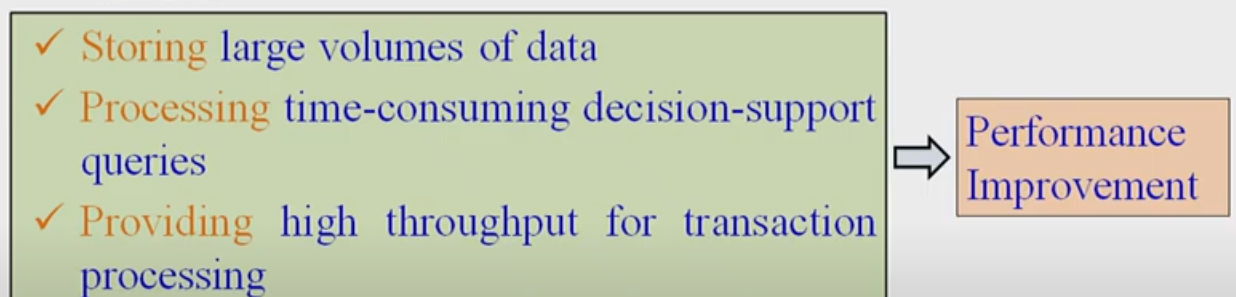 ✓ Storing large volumes of data
✓ Processing time-consuming decision-support
queries
✓ Providing high throughput for transaction
processing
Performance
Improvement